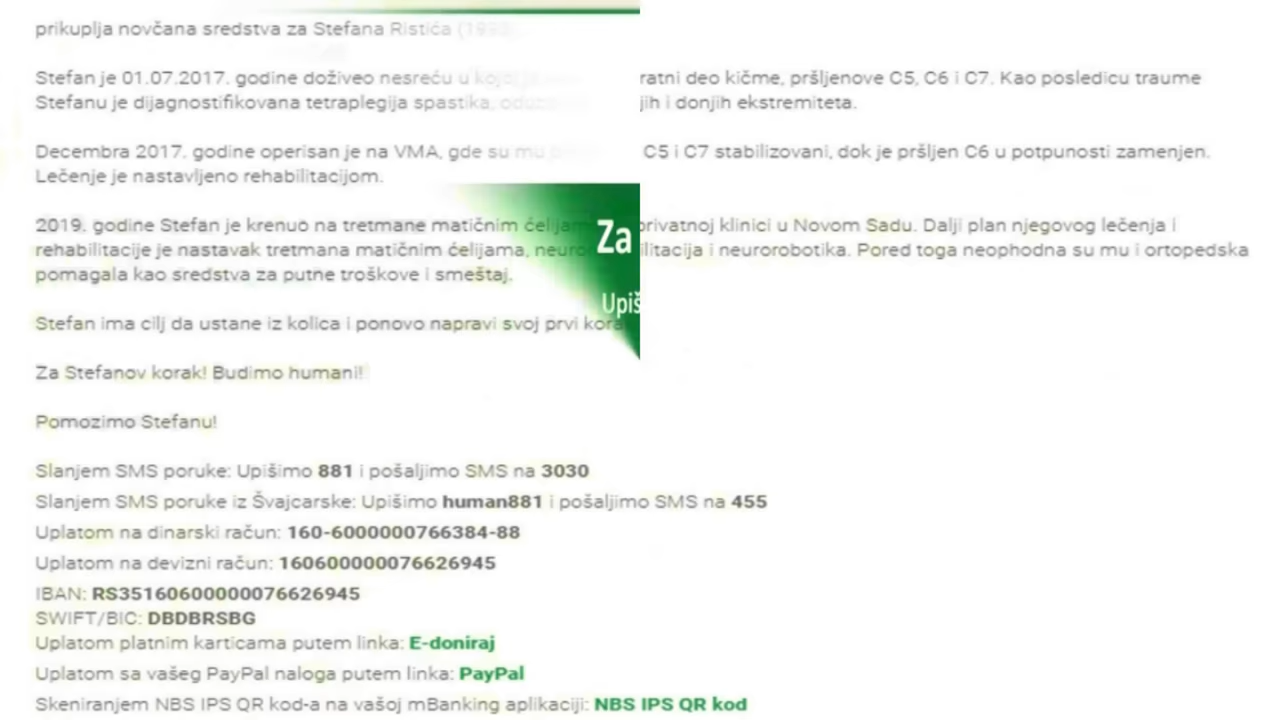 prikuplja novčana sredstva za Stefana Ristića
Stefan je 01.07.2017. godine doživeo nesreću u kojoj ratni deo kičme, pršljenove C5, C6 i C7. Kao posledicu traume
Stefanu je dijagnostifikovana tetraplegija spastika, jih i donjih ekstremiteta.
Decembra 2017. godine operisan je na VMA, gde su mu C5 i C7 stabilizovani, dok je pršljen C6 u potpunosti zamenjen.
Lečenje je nastavljeno rehabilitacijom.
2019. godine Stefan je krenuo na tretmane matičnim ćelijama privatnoj klinici u Novom Sadu. Dalji plan njegovog lečenja i
rehabilitacije je nastavak tretmana matičnim ćelijama, ilitacija i neurorobotika. Pored toga neophodna su mu i ortopedska
pomagala kao sredstva za putne troškove i smeštaj.
Za
Upiš
Stefan ima cilj da ustane iz kolica i ponovo napravi svoj prvi kora
Za Stefanov korak! Budimo humani!
Pomozimo Stefanu!
Slanjem SMS poruke: Upišimo 881 i pošaljimo SMS na 3030
Slanjem SMS poruke iz Švajcarske: Upišimo human881 i pošaljimo SMS na 455
Uplatom na dinarski račun: 160-6000000766384-88
Uplatom na devizni račun: 160600000076626945
IBAN: RS35160600000076626945
SWIFT/BIC: DBDBRSBG
Uplatom platnim karticama putem linka: E-doniraj
Uplatom sa vašeg PayPal naloga putem linka: PayPal
Skeniranjem NBS IPS QR kod-a na vašoj mBanking aplikaciji: NBS IPS QR kod